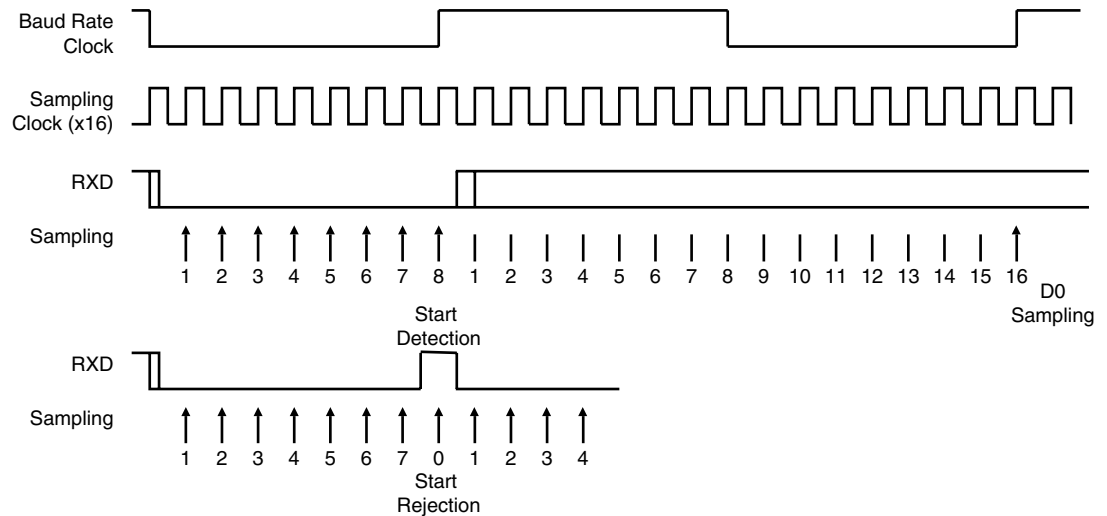 Baud Rate
Clock
Sampling
Clock (x16)
RXD
Sampling
1 2 3 4 5 6 7 8 1 2 3 4 5 6 7 8 9 10 11 12 13 14 15 16
D0
Sampling
Start
Detection
RXD
Sampling
1 2 3 4 5 6 7 0 1 2 3 4
Start
Rejection